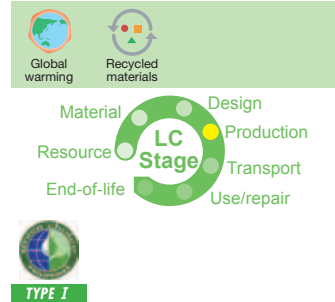 Global
warming
Recycled
materials
Design
Material
Production
LC
Stage
Resource
Transport
End-of-life
Use/repair
TYPE I